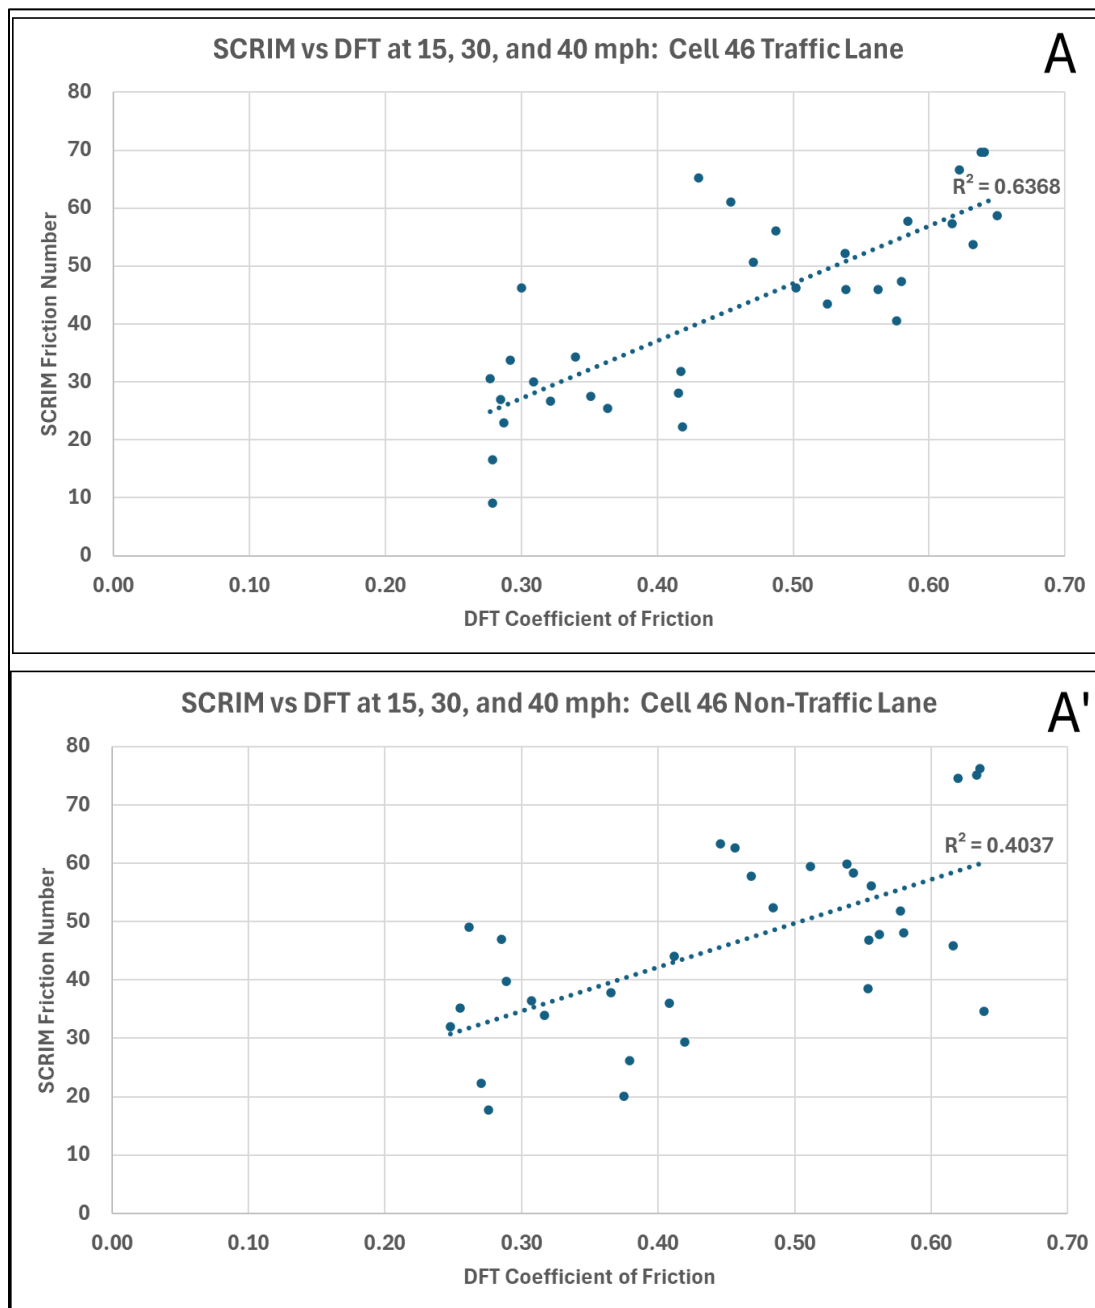 SCRIM vs DFT at 15, 30, and 40 mph:  Cell 46 Traffic Lane
A
80
70
60
50
40
30
20
10
0
R² = 0.6368
SCRIM Friction Number
0.00 0.10 0.20 0.30 0.40 0.50 0.60 0.70
DFT Coefficient of Friction
SCRIM vs DFT at 15, 30, and 40 mph:  Cell 46 Non-Traffic Lane
A'
80
70
60
50
40
30
20
10
0
R² = 0.4037
SCRIM Friction Number
0.00 0.10 0.20 0.30 0.40 0.50 0.60 0.70
DFT Coefficient of Friction